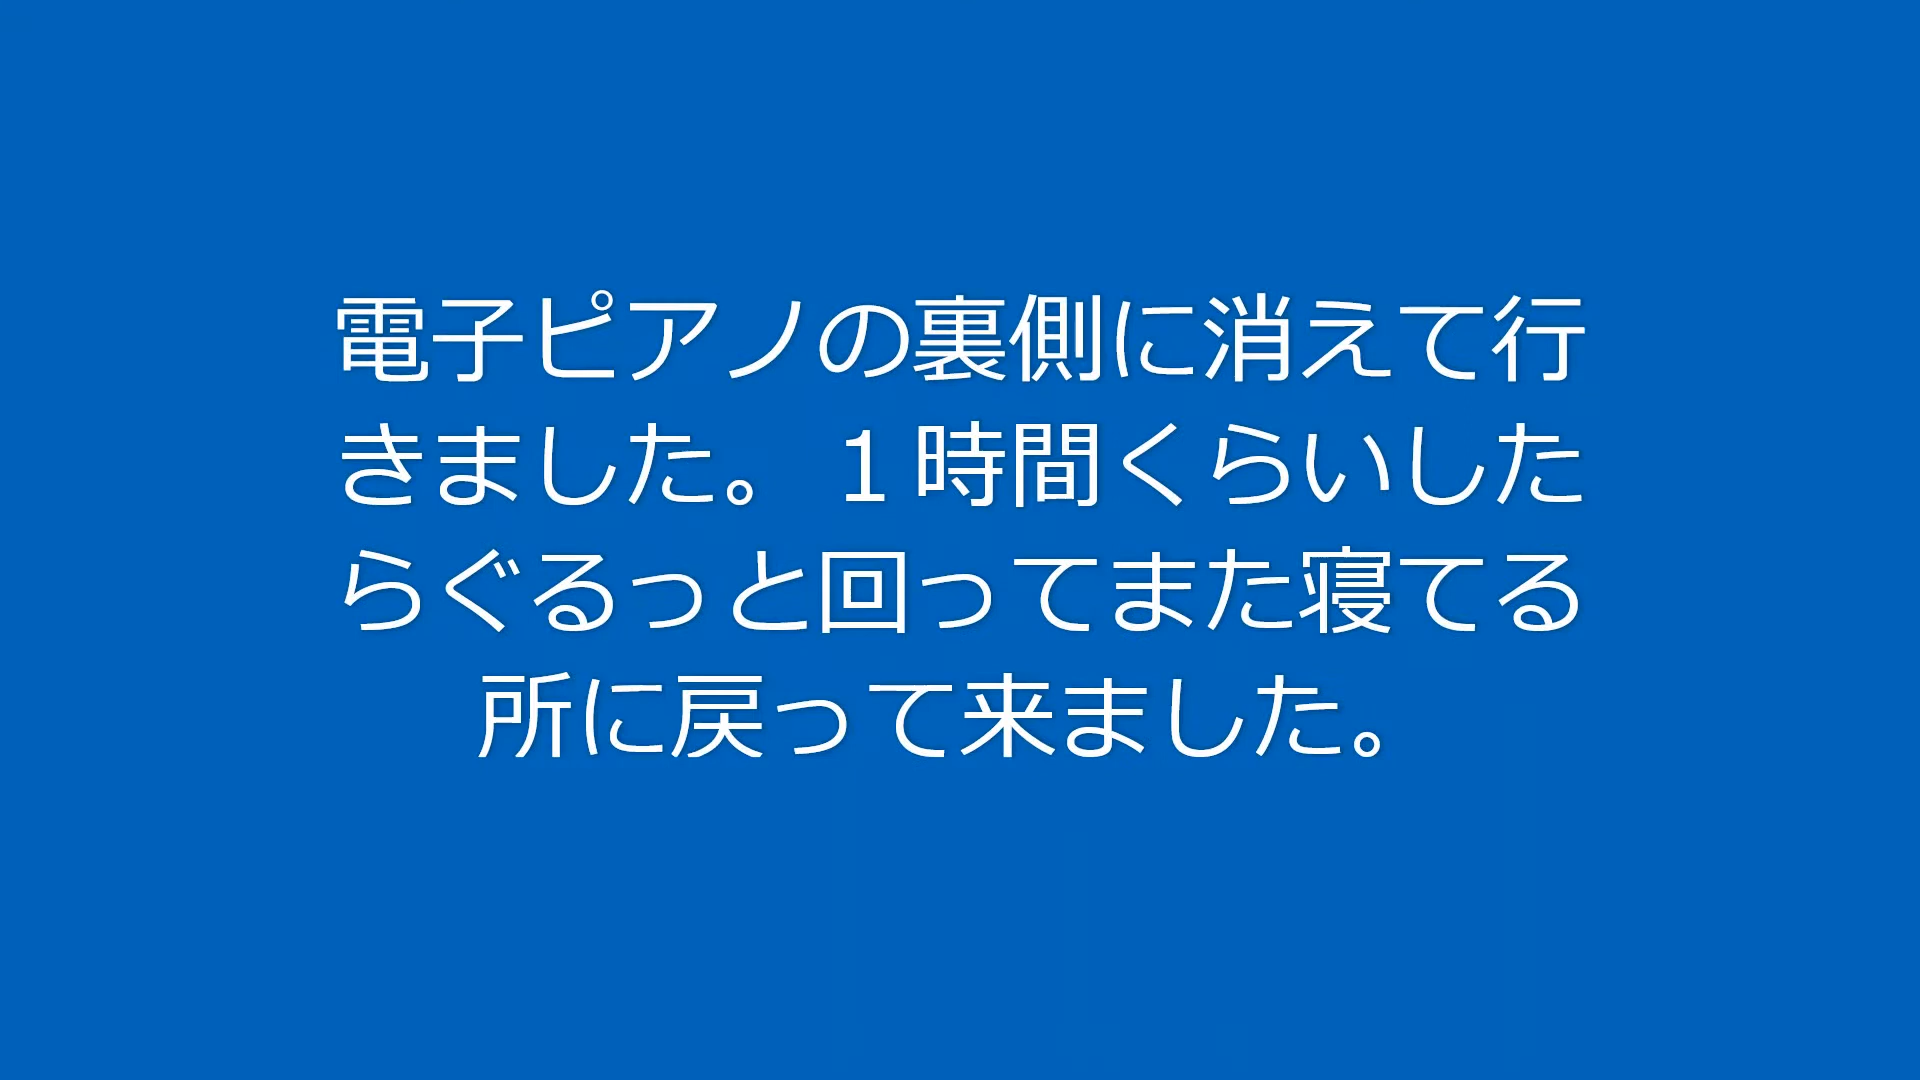 電子ピアノの裏側に消えて行
きました。１時間くらいした
らぐるっと回ってまた寝てる
所に戻って来ました。